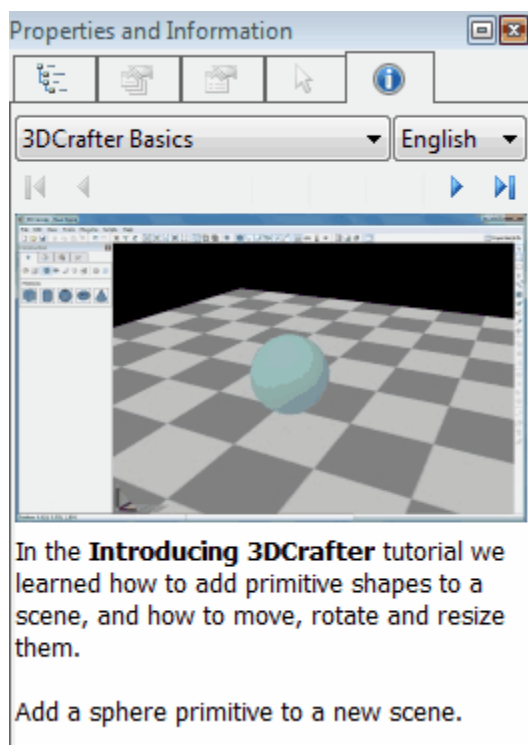 Properties and Information
3DCrafter Basics
English
In the Introducing 3DCrafter tutorial we
learned how to add primitive shapes to a
scene, and how to move, rotate and resize
them.
Add a sphere primitive to a new scene.